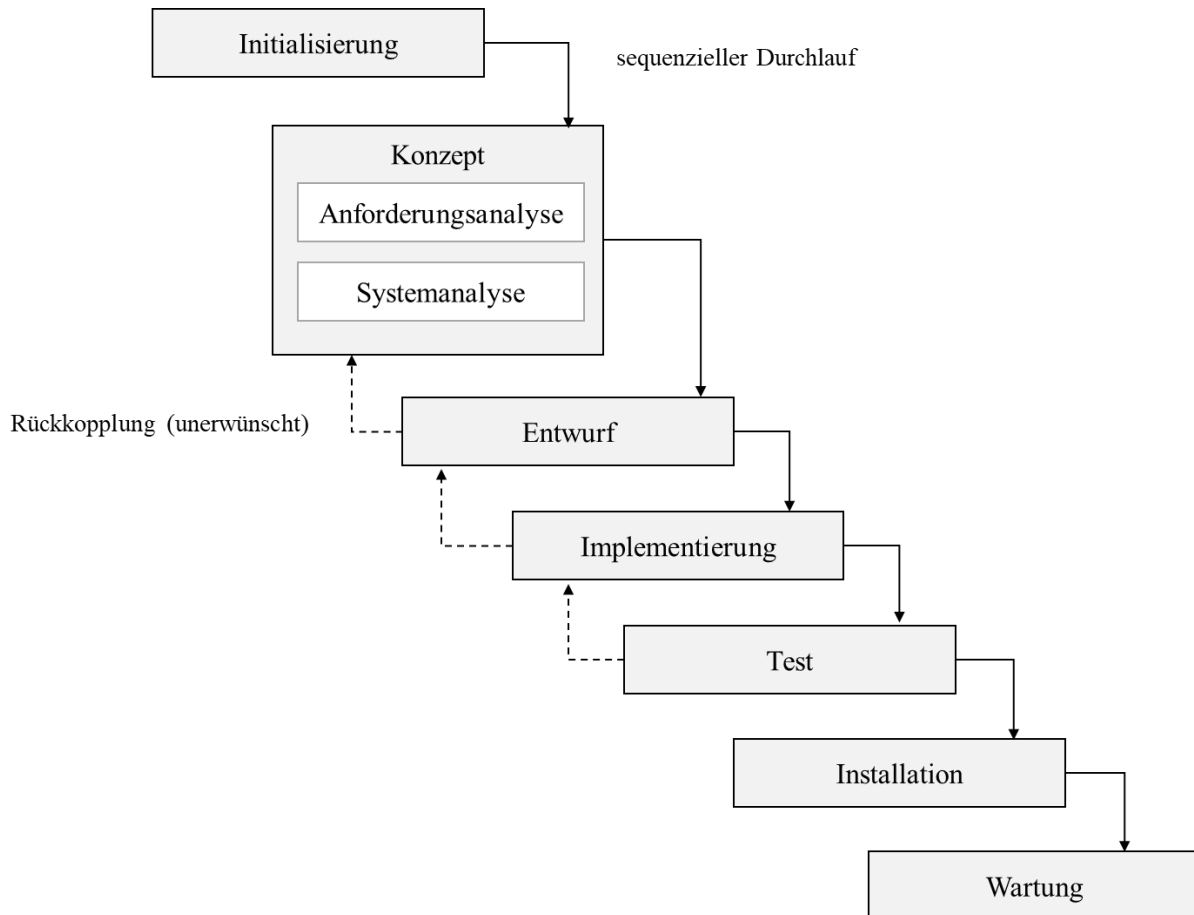 Initialisierung
sequenzieller Durchlauf
Konzept
Anforderungsanalyse
Systemanalyse
Rückkopplung (unerwünscht)
Entwurf
Implementierung
Test
Installation
Wartung